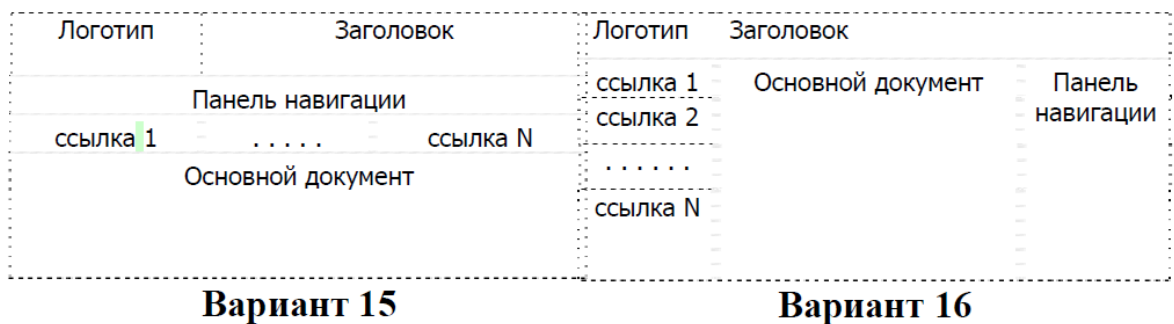 Логотип Заголовок
Панель навигации
ссылка 1 . . . . . ссылка N
Основной документ
Вариант 15
Логотип Заголовок
ссылка 1 Основной документ Панель
навигации
ссылка 2
. . . . . .
ссылка N
Вариант 16